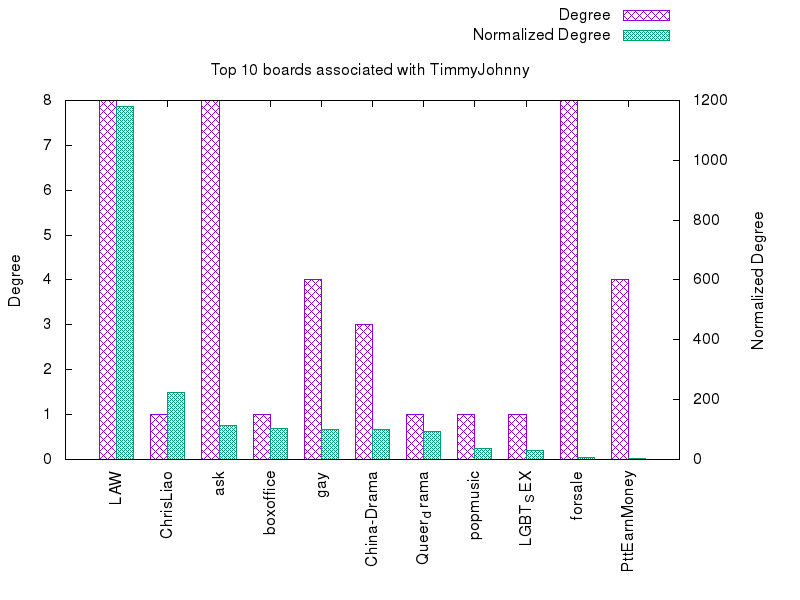 Degree
Normalized Degree
Top 10 boards associated with TimmyJohnny
8
7
6
5
4
3
2
1
0
1200
1000
800
600
400
200
0
Degree
Normalized Degree
LAW
ChrisLiao
ask
boxoffice
gay
China-Drama
Queerdrama
popmusic
LGBTSEX
forsale
PttEarnMoney